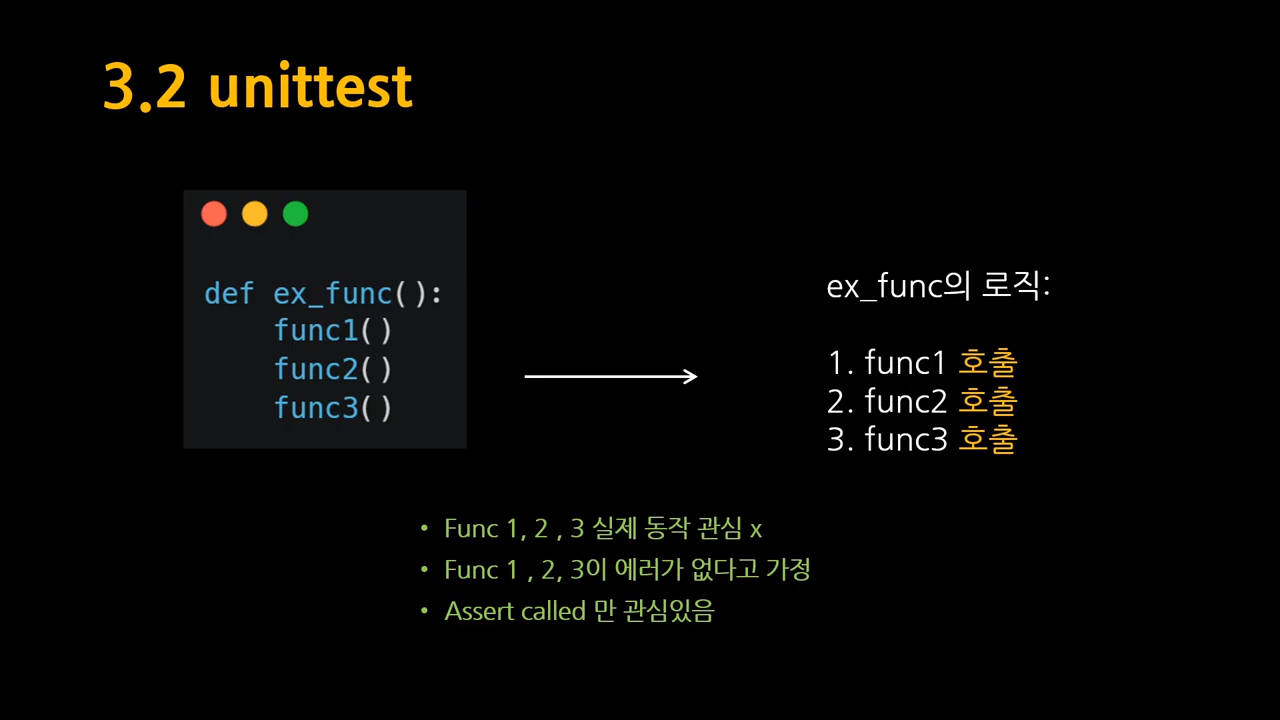 3.2 unittest
def ex_func():
    func1()
    func2()
    func3()
ex_func의 로직:
1. func1 호출
2. func2 호출
3. func3 호출
• Func 1, 2 , 3 실제 동작 관심 x
• Func 1 , 2, 3이 에러가 없다고 가정
• Assert called 만 관심있음